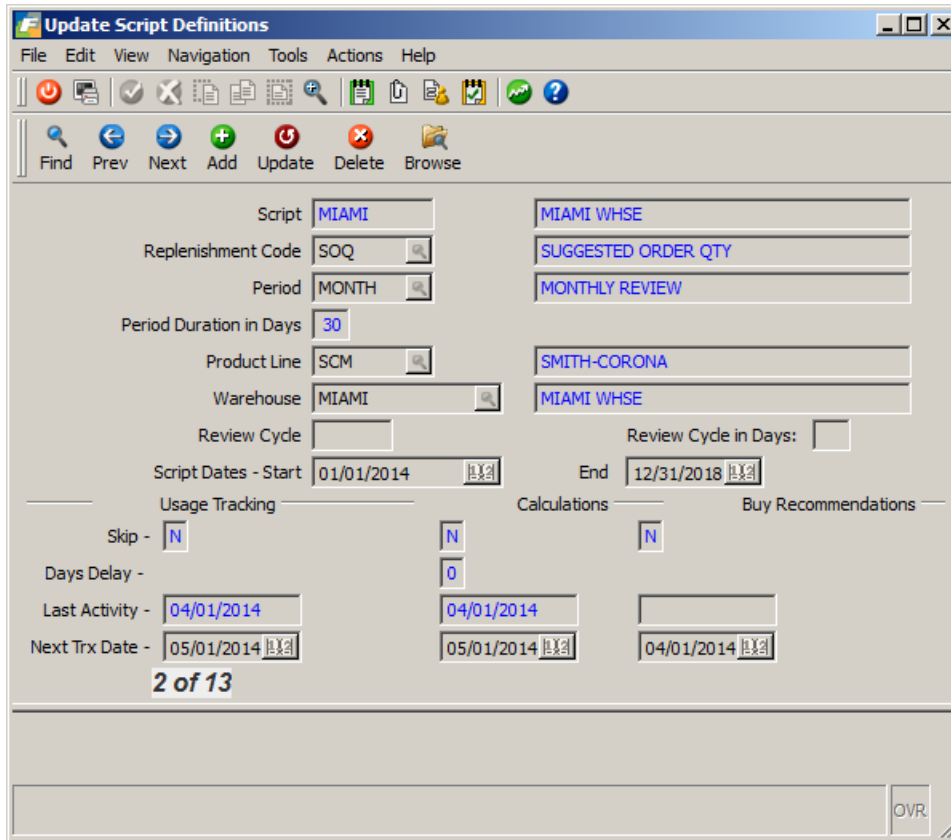 Update Script Definitions
File Edit View Navigation Tools Actions Help
Find Prev Next Add Update Delete Browse
Script MIAMI MIAMI WHSE
Replenishment Code SOQ SUGGESTED ORDER QTY
Period MONTH MONTHLY REVIEW
Period Duration in Days 30
Product Line SCM SMITH-CORONA
Warehouse MIAMI MIAMI WHSE
Review Cycle Review Cycle in Days:
Script Dates - Start 01/01/2014 End 12/31/2018
Usage Tracking Calculations Buy Recommendations
Skip - N N N
Days Delay - 0
Last Activity - 04/01/2014 04/01/2014
Next Trx Date - 05/01/2014 05/01/2014 04/01/2014
2 of 13
OVR